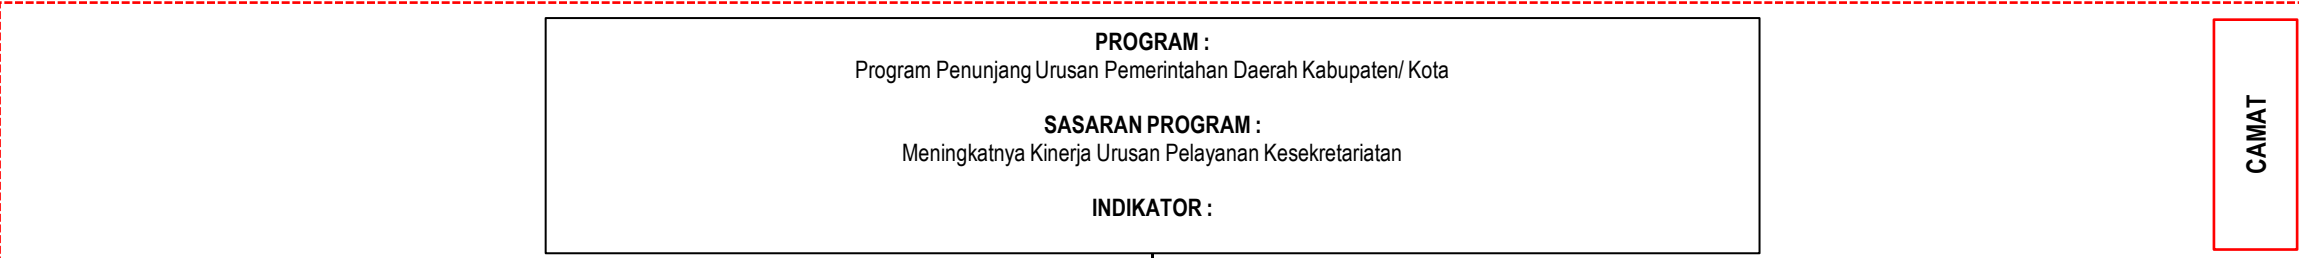 PROGRAM :
Program Penunjang Urusan Pemerintahan Daerah Kabupaten/ Kota
SASARAN PROGRAM :
Meningkatnya Kinerja Urusan Pelayanan Kesekretariatan
INDIKATOR :
CAMAT